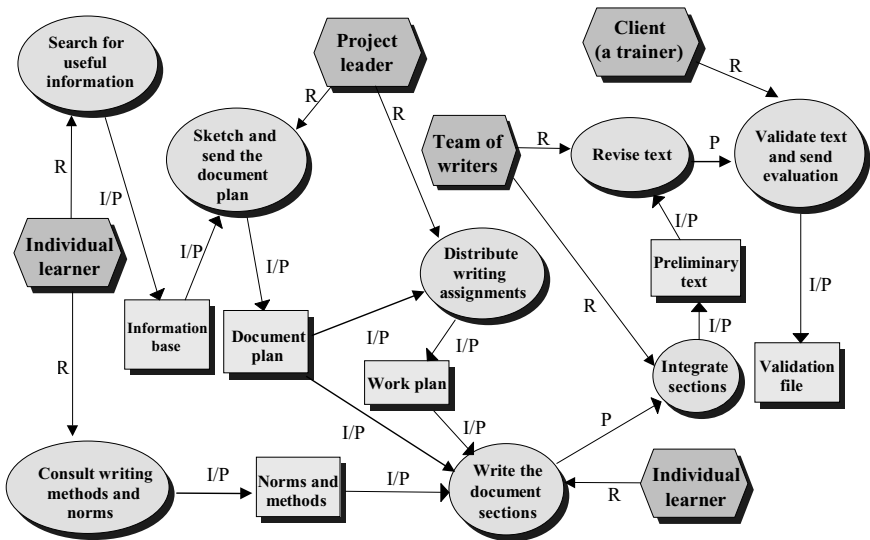 Search for
useful
information
Project
leader
Client
(a trainer)
R
R
R
Sketch and
send the
document
plan
Team of
writers
R
Revise text
P
Validate text
and send
evaluation
R
I/P
I/P
Individual
learner
I/P
I/P
Distribute
writing
assignments
Preliminary
text
I/P
R
Information
base
Document
plan
I/P
I/P
I/P
R
Work plan
Integrate
sections
Validation
file
I/P
I/P
P
Consult writing
methods and
norms
I/P
Norms and
methods
I/P
Write the
document
sections
R
Individual
learner